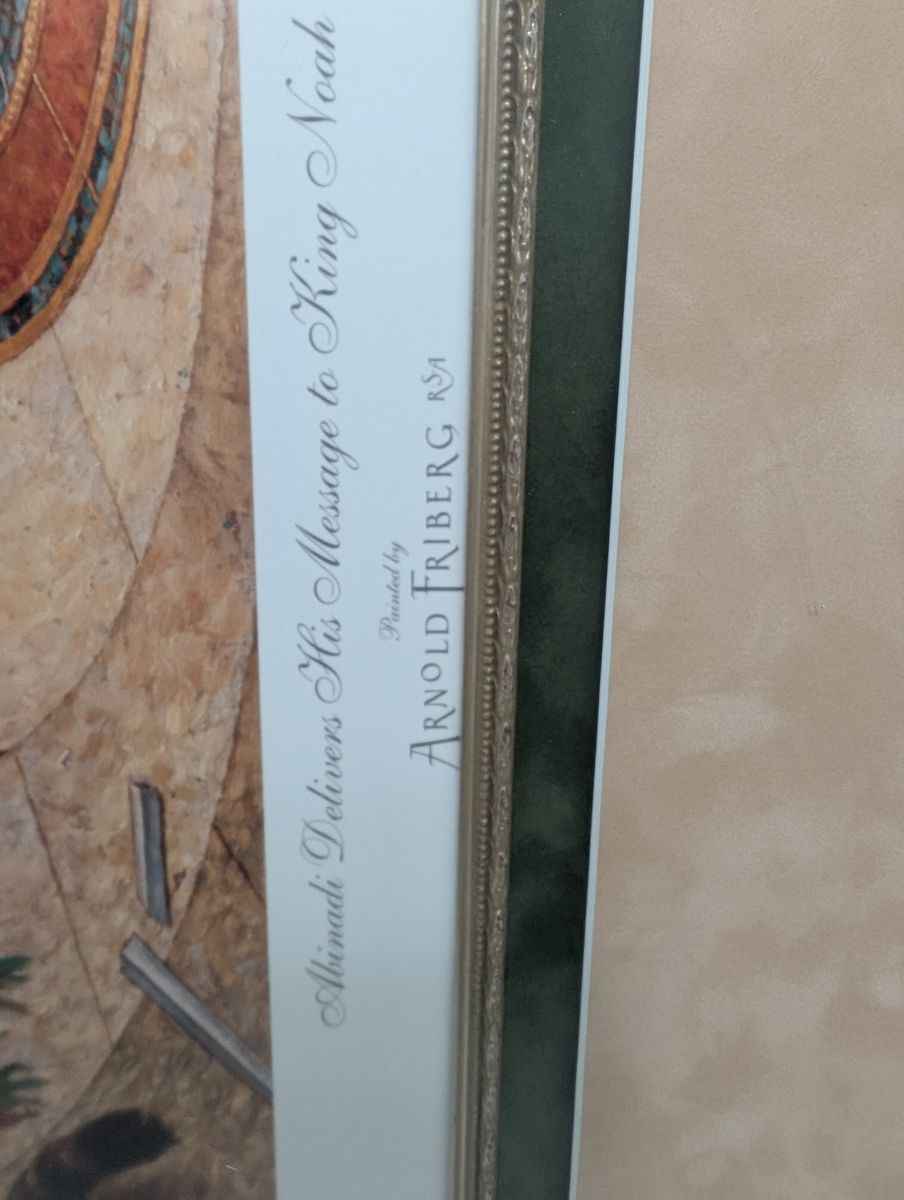 Abinadi Delivers His Message to King Noah
Painted by
ARNOLD FRIBERG RSA